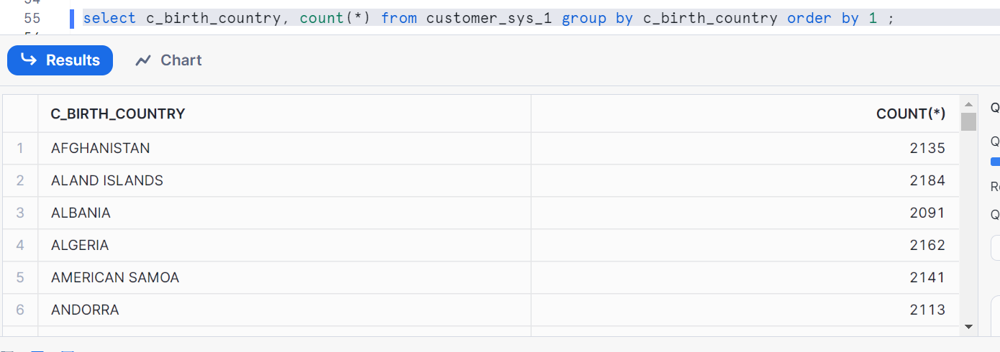 55 select c_birth_country, count(*) from customer_sys_1 group by c_birth_country order by 1 ;
Results Chart
C_BIRTH_COUNTRY COUNT(*)
1 AFGHANISTAN 2135
2 ALAND ISLANDS 2184
3 ALBANIA 2091
4 ALGERIA 2162
5 AMERICAN SAMOA 2141
6 ANDORRA 2113